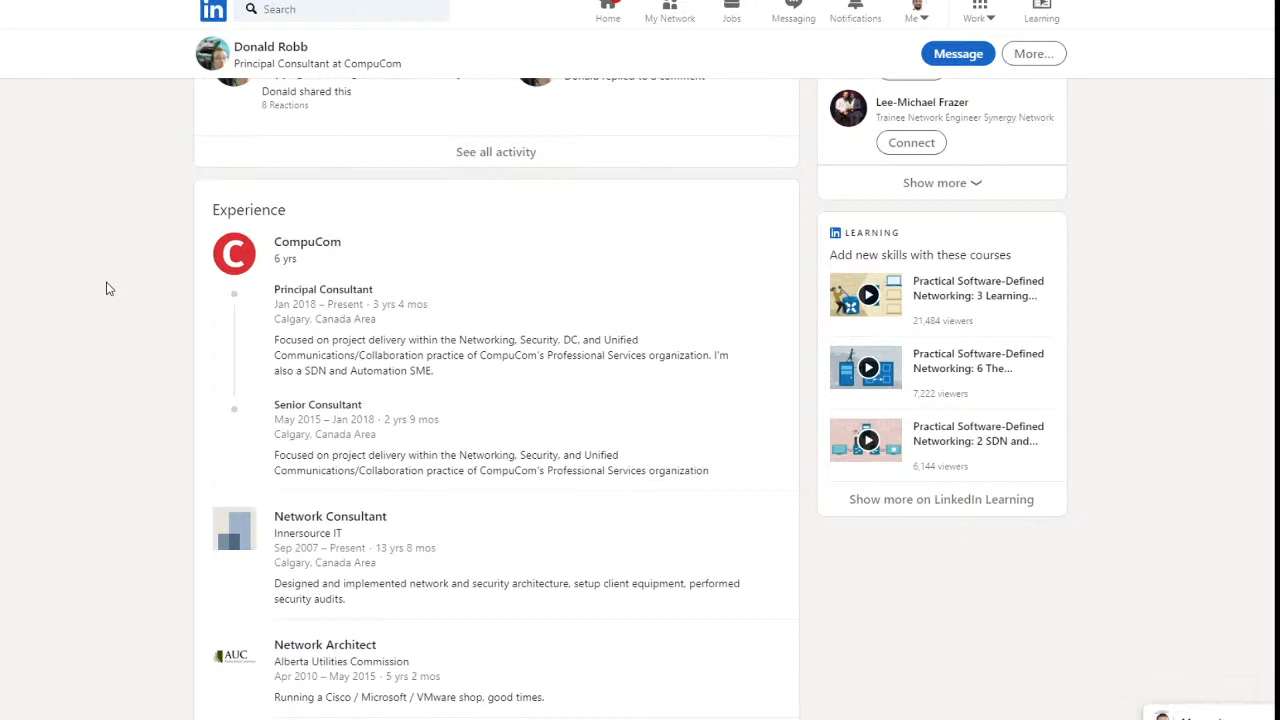 in
Search
Home
My Network
Jobs
Messaging
Notifications
Me
Work
Learning
Donald Robb
Principal Consultant at CompuCom
Message
More...
Donald shared this
8 Reactions
Donald replied to a comment
See all activity
Lee-Michael Frazer
Trainee Network Engineer Synergy Network
Connect
Show more
Experience
C
CompuCom
6 yrs
Principal Consultant
Jan 2018 – Present · 3 yrs 4 mos
Calgary, Canada Area
Focused on project delivery within the Networking, Security, DC, and Unified
Communications/Collaboration practice of CompuCom's Professional Services organization. I'm
also a SDN and Automation SME.
Senior Consultant
May 2015 – Jan 2018 · 2 yrs 9 mos
Calgary, Canada Area
Focused on project delivery within the Networking, Security, and Unified
Communications/Collaboration practice of CompuCom's Professional Services organization
Network Consultant
Innersource IT
Sep 2007 – Present · 13 yrs 8 mos
Calgary, Canada Area
Designed and implemented network and security architecture, setup client equipment, performed
security audits.
AUC
Network Architect
Alberta Utilities Commission
Apr 2010 – May 2015 · 5 yrs 2 mos
Running a Cisco / Microsoft / VMware shop, good times.
in LEARNING
Add new skills with these courses
Practical Software-Defined
Networking: 3 Learning...
21,484 viewers
Practical Software-Defined
Networking: 6 The...
7,222 viewers
Practical Software-Defined
Networking: 2 SDN and...
6,144 viewers
Show more on LinkedIn Learning